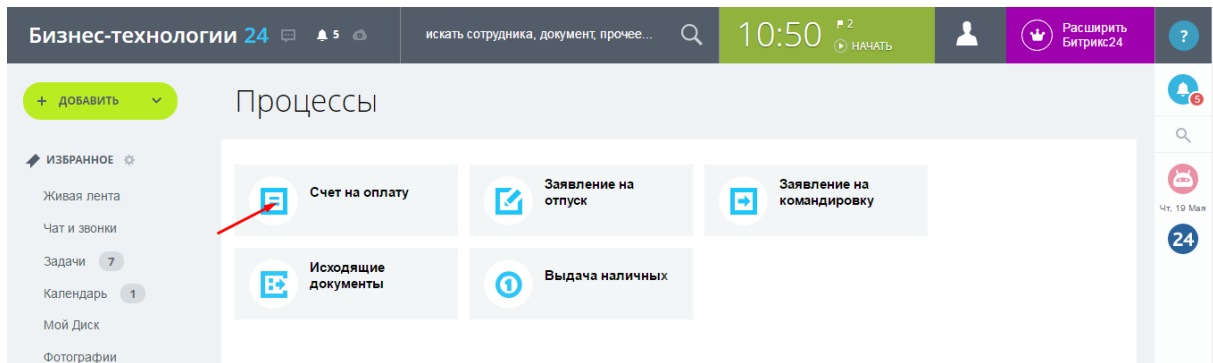 Бизнес-технологии 24
5
искать сотрудника, документ, прочее...
10:50
2
НАЧАТЬ
Расширить
Битрикс24
?
+ ДОБАВИТЬ
Процессы
5
ИЗБРАННОЕ
Живая лента
Чат и звонки
Задачи 7
Календарь 1
Мой Диск
Фотографии
Счет на оплату
Заявление на
отпуск
Заявление на
командировку
Исходящие
документы
1
Выдача наличных
Чт, 19 Мая
24